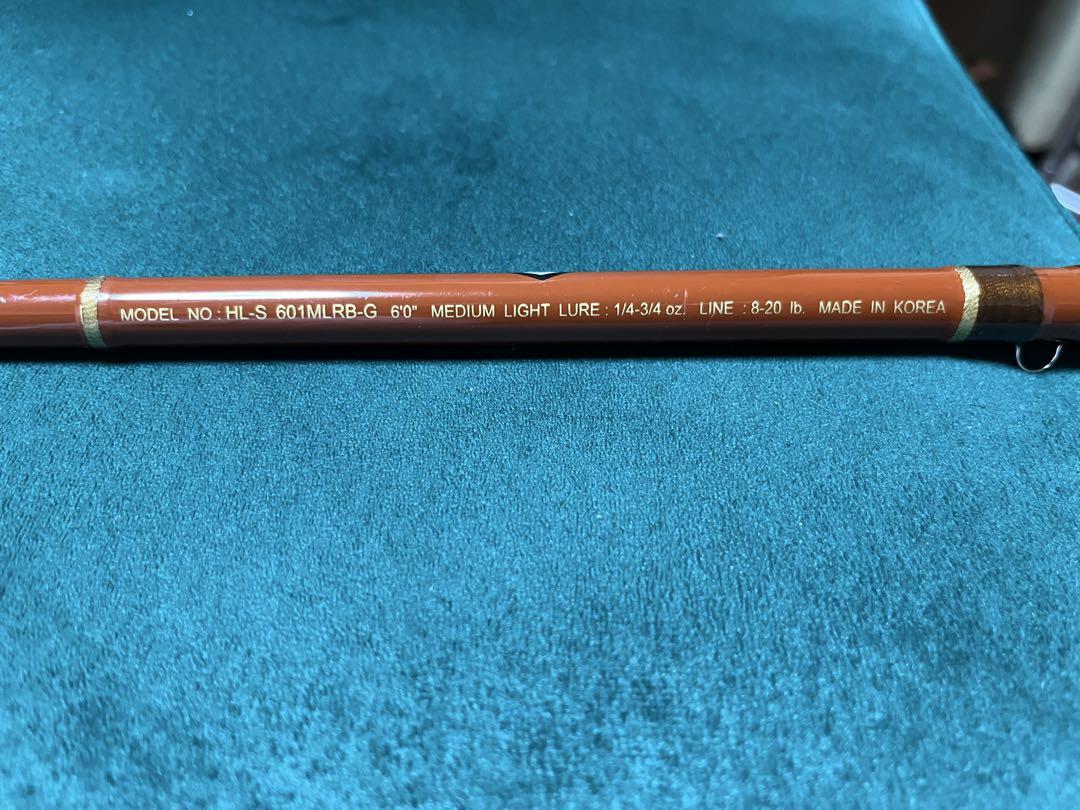 MODEL NO : HL-S 601MLRB-G 6'0" MEDIUM LIGHT LURE : 1/4-3/4 oz. LINE : 8-20 lb. MADE IN KOREA